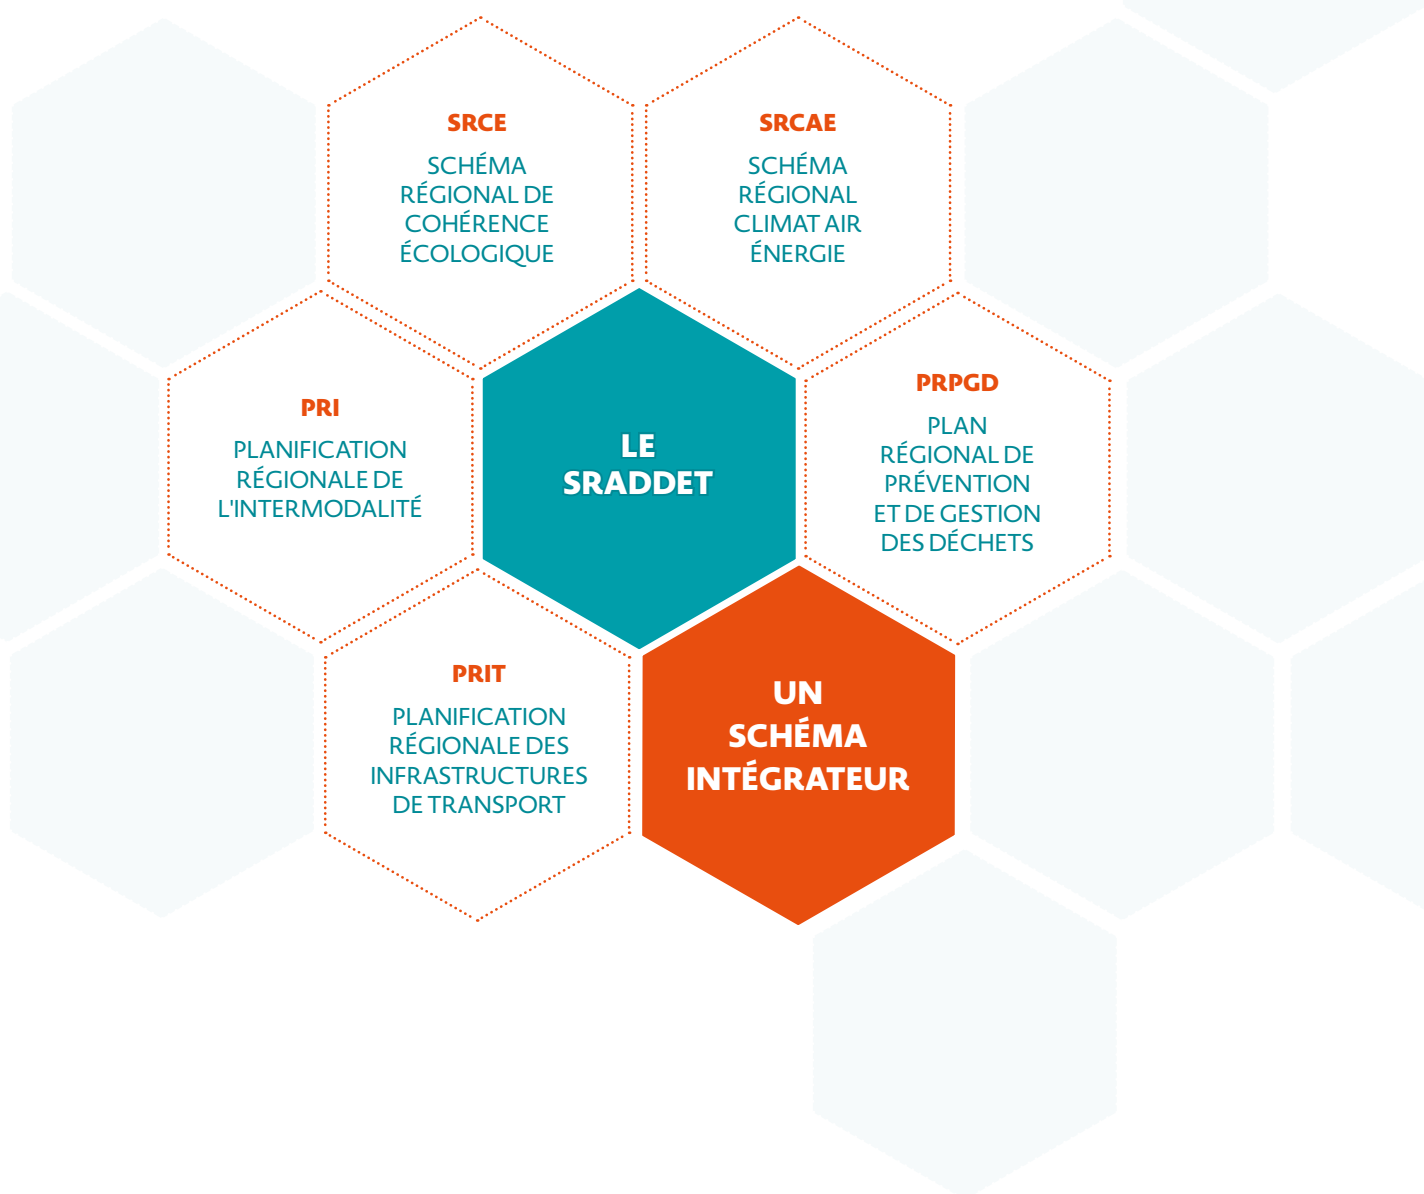 SRCE
SCHÉMA
RÉGIONAL DE
COHÉRENCE
ÉCOLOGIQUE
SRCAE
SCHÉMA
RÉGIONAL
CLIMAT AIR
ÉNERGIE
PRI
PLANIFICATION
RÉGIONALE DE
L'INTERMODALITÉ
LE
SRADDET
PRPGD
PLAN
RÉGIONAL DE
PRÉVENTION
ET DE GESTION
DES DÉCHETS
PRIT
PLANIFICATION
RÉGIONALE DES
INFRASTRUCTURES
DE TRANSPORT
UN
SCHÉMA
INTÉGRATEUR